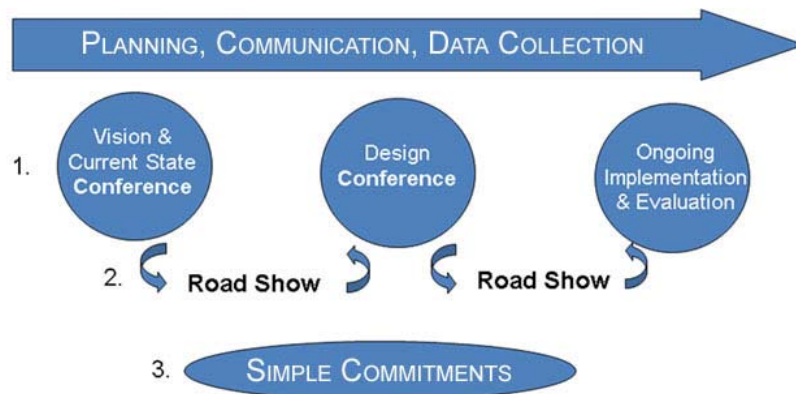 PLANNING, COMMUNICATION, DATA COLLECTION
1.
Vision &
Current State
Conference
Design
Conference
Ongoing
Implementation
& Evaluation
2.
Road Show
Road Show
3.
SIMPLE COMMITMENTS